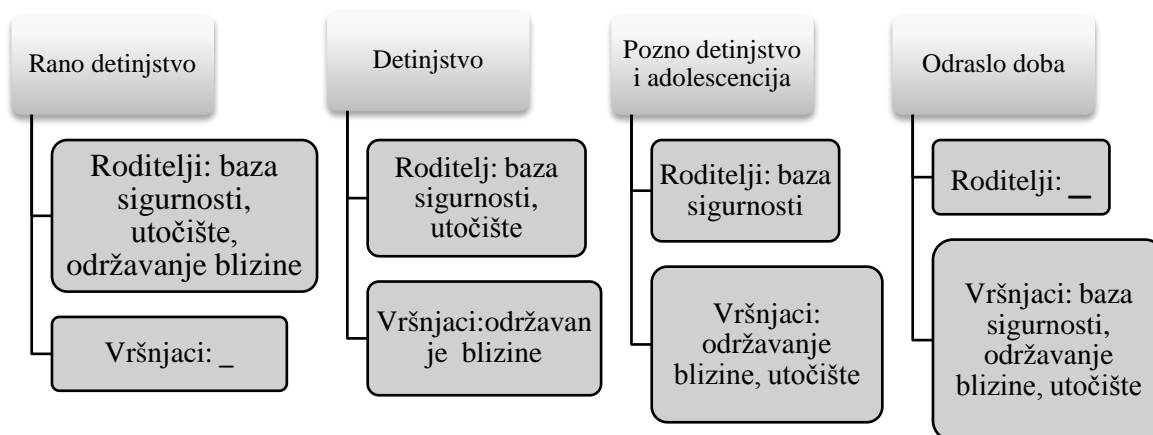 Rano detinjstvo
Roditelji: baza
sigurnosti,
utočište,
održavanje blizine
Vršnjaci: _
Detinjstvo
Roditelj: baza
sigurnosti,
utočište
Vršnjaci:održavan
je blizine
Pozno detinjstvo
i adolescencija
Roditelji: baza
sigurnosti
Vršnjaci:
održavanje
blizine, utočište
Odraslo doba
Roditelji: _
Vršnjaci: baza
sigurnosti,
održavanje
blizine, utočište